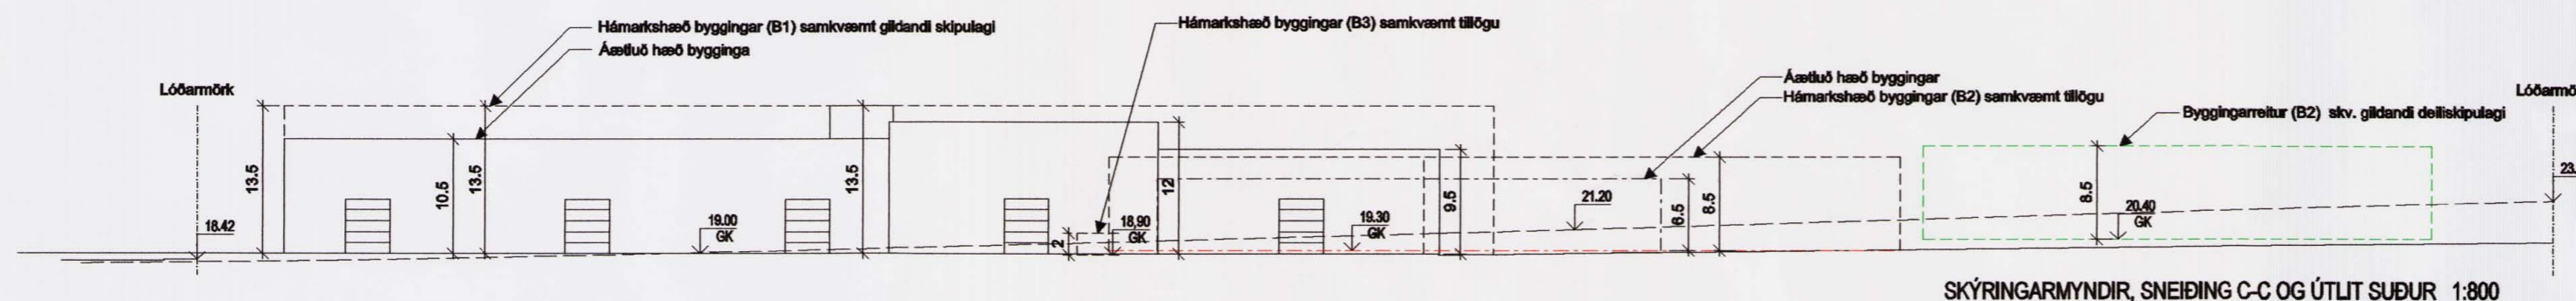 Hámarkshæð byggingar (B1) samkvæmt gildandi skipulagi
Áætluð hæð bygginga
Hámarkshæð byggingar (B3) samkvæmt tillögu
Áætluð hæð byggingar
Hámarkshæð byggingar (B2) samkvæmt tillögu
Byggingarreitur (B2) skv. gildandi deiliskipulagi
Lóðarmörk
Lóðarmö
18.42
13.5
10.5
13.5
19.00
GK
13.5
2
18,90
GK
12
19.30
GK
9.5
21.20
6.5
8.5
8.5
20.40
GK
23.
SKÝRINGARMYNDIR, SNEIÐING C-C OG ÚTLIT SUÐUR 1:800